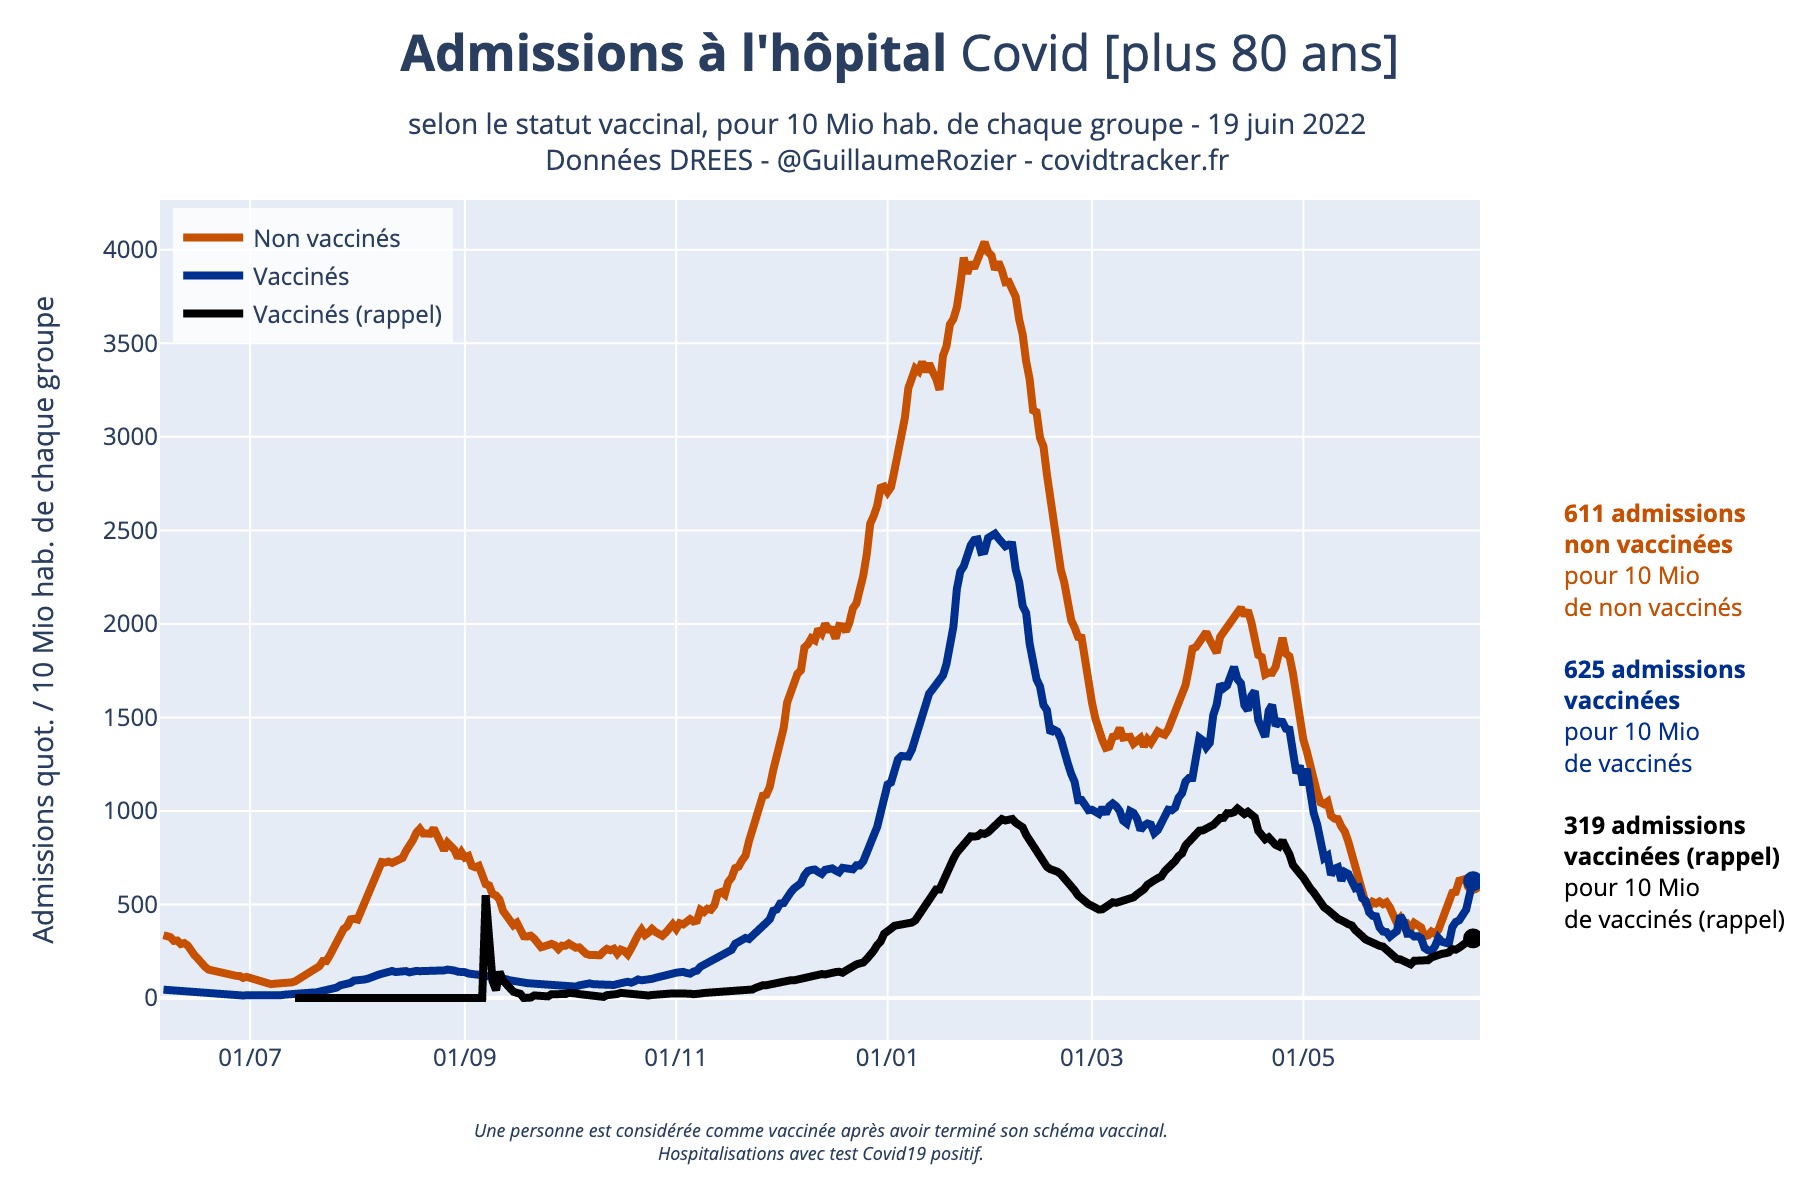 Admissions à l'hôpital Covid [plus 80 ans]
selon le statut vaccinal, pour 10 Mio hab. de chaque groupe - 19 juin 2022
Données DREES - @GuillaumeRozier - covidtracker.fr
Non vaccinés
Vaccinés
Vaccinés (rappel)
Admissions quot. / 10 Mio hab. de chaque groupe
4000
3500
3000
2500
2000
1500
1000
500
0
01/07
01/09
01/11
01/01
01/03
01/05
611 admissions
non vaccinées
pour 10 Mio
de non vaccinés
625 admissions
vaccinées
pour 10 Mio
de vaccinés
319 admissions
vaccinées (rappel)
pour 10 Mio
de vaccinés (rappel)
Une personne est considérée comme vaccinée après avoir terminé son schéma vaccinal.
Hospitalisations avec test Covid19 positif.